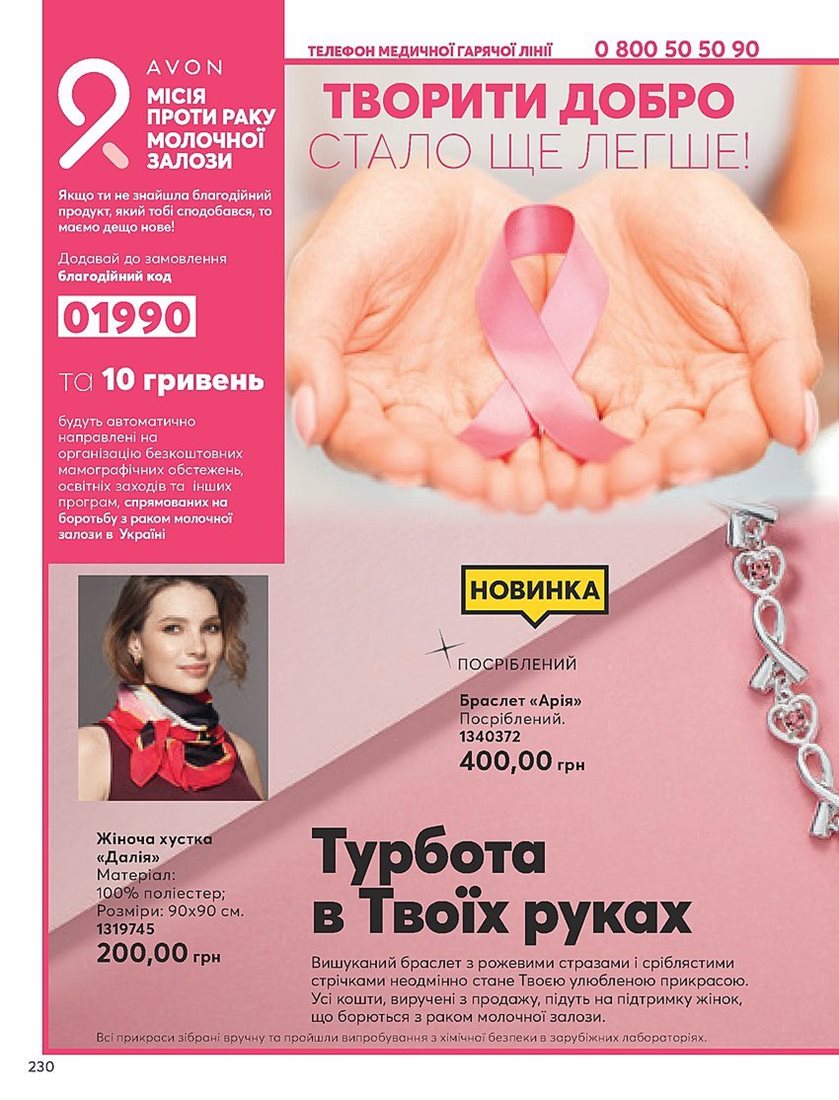 ТЕЛЕФОН МЕДИЧНОЇ ГАРЯЧОЇ ЛІНІЇ 0 800 50 50 90
AVON
МІСІЯ
ПРОТИ РАКУ
МОЛОЧНОЇ
ЗАЛОЗИ
Якщо ти не знайшла благодійний
продукт, який тобі сподобався, то
маємо дещо нове!
Додавай до замовлення
благодійний код
01990
та 10 гривень
будуть автоматично
направлені на
організацію безкоштовних
мамографічних обстежень,
освітніх заходів та інших
програм, спрямованих на
боротьбу з раком молочної
залози в Україні
ТВОРИТИ ДОБРО
СТАЛО ЩЕ ЛЕГШЕ!
НОВИНКА
ПОСРІБЛЕНИЙ
Браслет «Арія»
Посріблений.
1340372
400,00 грн
Жіноча хустка
«Далія»
Матеріал:
100% поліестер;
Розміри: 90х90 см.
1319745
200,00 грн
Турбота
в Твоїх руках
Вишуканий браслет з рожевими стразами і сріблястими
стрічками неодмінно стане Твоєю улюбленою прикрасою.
Усі кошти, виручені з продажу, підуть на підтримку жінок,
що борються з раком молочної залози.
Всі прикраси зібрані вручну та пройшли випробування з хімічної безпеки в зарубіжних лабораторіях.
230